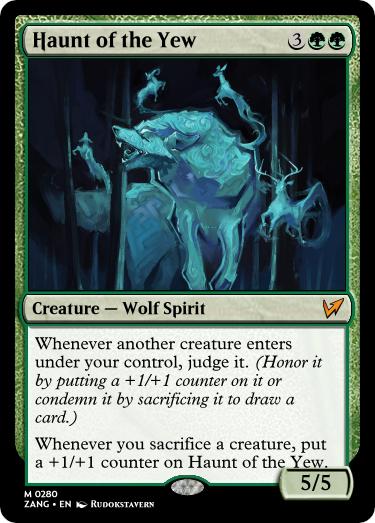 Haunt of the Yew 3
Creature — Wolf Spirit
Whenever another creature enters
under your control, judge it. (Honor it
by putting a +1/+1 counter on it or
condemn it by sacrificing it to draw a
card.)
Whenever you sacrifice a creature, put
a +1/+1 counter on Haunt of the Yew.
5/5
M 0280
ZANG • EN Rudokstavern